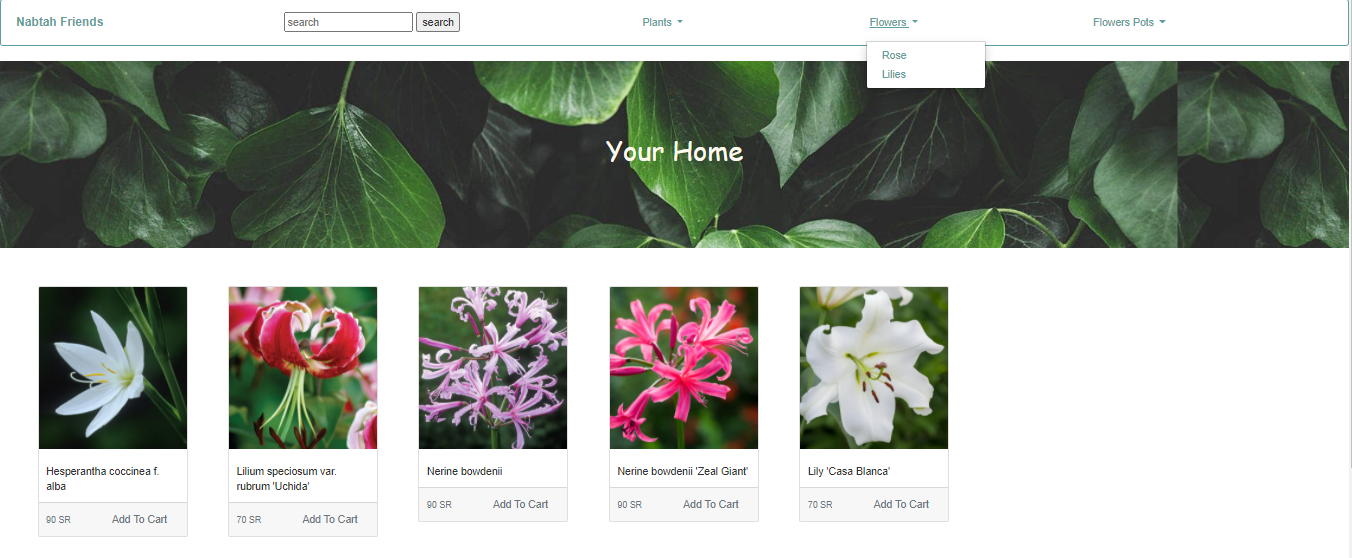 Nabtah Friends
search search
Plants
Flowers
Flowers Pots
Rose
Lilies
Your Home
Hesperantha coccinea f.
alba
90 SR Add To Cart
Lilium speciosum var.
rubrum 'Uchida'
70 SR Add To Cart
Nerine bowdenii
90 SR Add To Cart
Nerine bowdenii 'Zeal Giant'
90 SR Add To Cart
Lily 'Casa Blanca'
70 SR Add To Cart